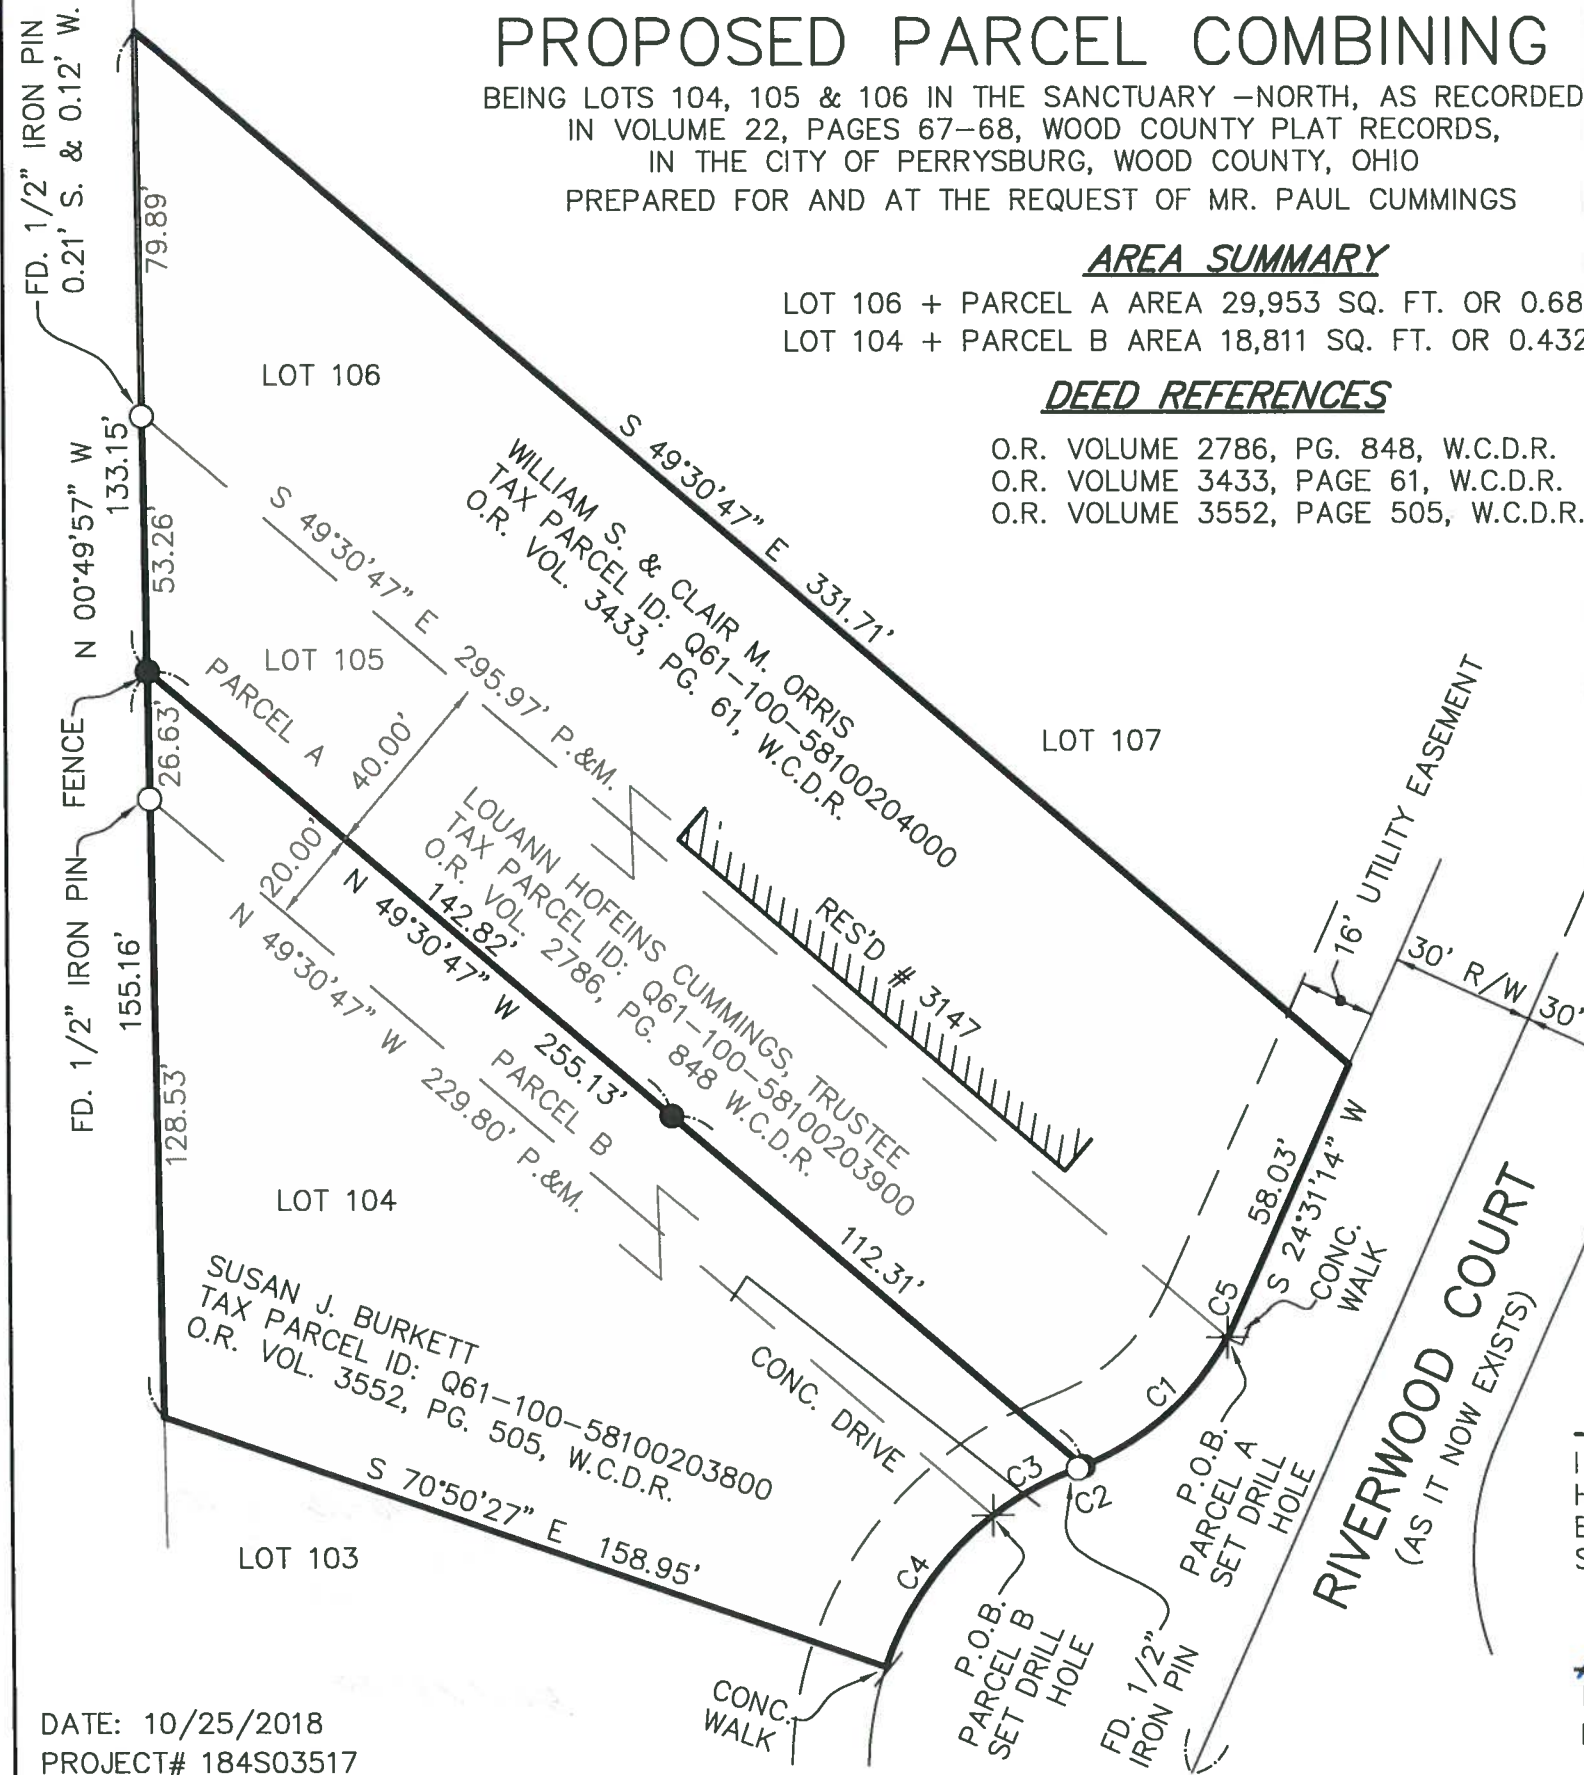 PROPOSED PARCEL COMBINING
BEING LOTS 104, 105 & 106 IN THE SANCTUARY -NORTH, AS RECORDED
IN VOLUME 22, PAGES 67-68, WOOD COUNTY PLAT RECORDS,
IN THE CITY OF PERRYSBURG, WOOD COUNTY, OHIO
PREPARED FOR AND AT THE REQUEST OF MR. PAUL CUMMINGS
AREA SUMMARY
LOT 106 + PARCEL A AREA 29,953 SQ. FT. OR 0.68
LOT 104 + PARCEL B AREA 18,811 SQ. FT. OR 0.432
DEED REFERENCES
O.R. VOLUME 2786, PG. 848, W.C.D.R.
O.R. VOLUME 3433, PAGE 61, W.C.D.R.
O.R. VOLUME 3552, PAGE 505, W.C.D.R.
FD. 1/2" IRON PIN
0.21' S. & 0.12' W.
79.89'
LOT 106
N 00°49'57" W
133.15'
53.26'
S 49°30'47" E 331.71'
WILLIAM S. & CLAIR M. ORRIS
TAX PARCEL ID: Q61-100-58100204000
O.R. VOL. 3433, PG. 61, W.C.D.R.
S 49°30'47" E 295.97' P.&M.
LOT 105
PARCEL A
40.00'
LOT 107
FENCE
26.63'
FD. 1/2" IRON PIN
20.00'
LOUANN HOFEINS CUMMINGS, TRUSTEE
TAX PARCEL ID: Q61-100-58100203900
O.R. VOL. 2786, PG. 848 W.C.D.R.
142.82'
N 49°30'47" W 255.13'
112.31'
RES'D # 3147
16' UTILITY EASEMENT
30' R/W 30'
N 49°30'47" W 229.80' P.&M.
PARCEL B
155.16'
128.53'
LOT 104
SUSAN J. BURKETT
TAX PARCEL ID: Q61-100-58100203800
O.R. VOL. 3552, PG. 505, W.C.D.R.
S 70°50'27" E 158.95'
LOT 103
CONC. DRIVE
58.03'
S 24°31'14" W
CONC.
WALK
C5
C1
C3
C2
C4
P.O.B.
PARCEL A
SET DRILL
HOLE
RIVERWOOD COURT
(AS IT NOW EXISTS)
P.O.B.
PARCEL B
SET DRILL
HOLE
FD. 1/2"
IRON PIN
CONC.
WALK
DATE: 10/25/2018
PROJECT# 184S03517